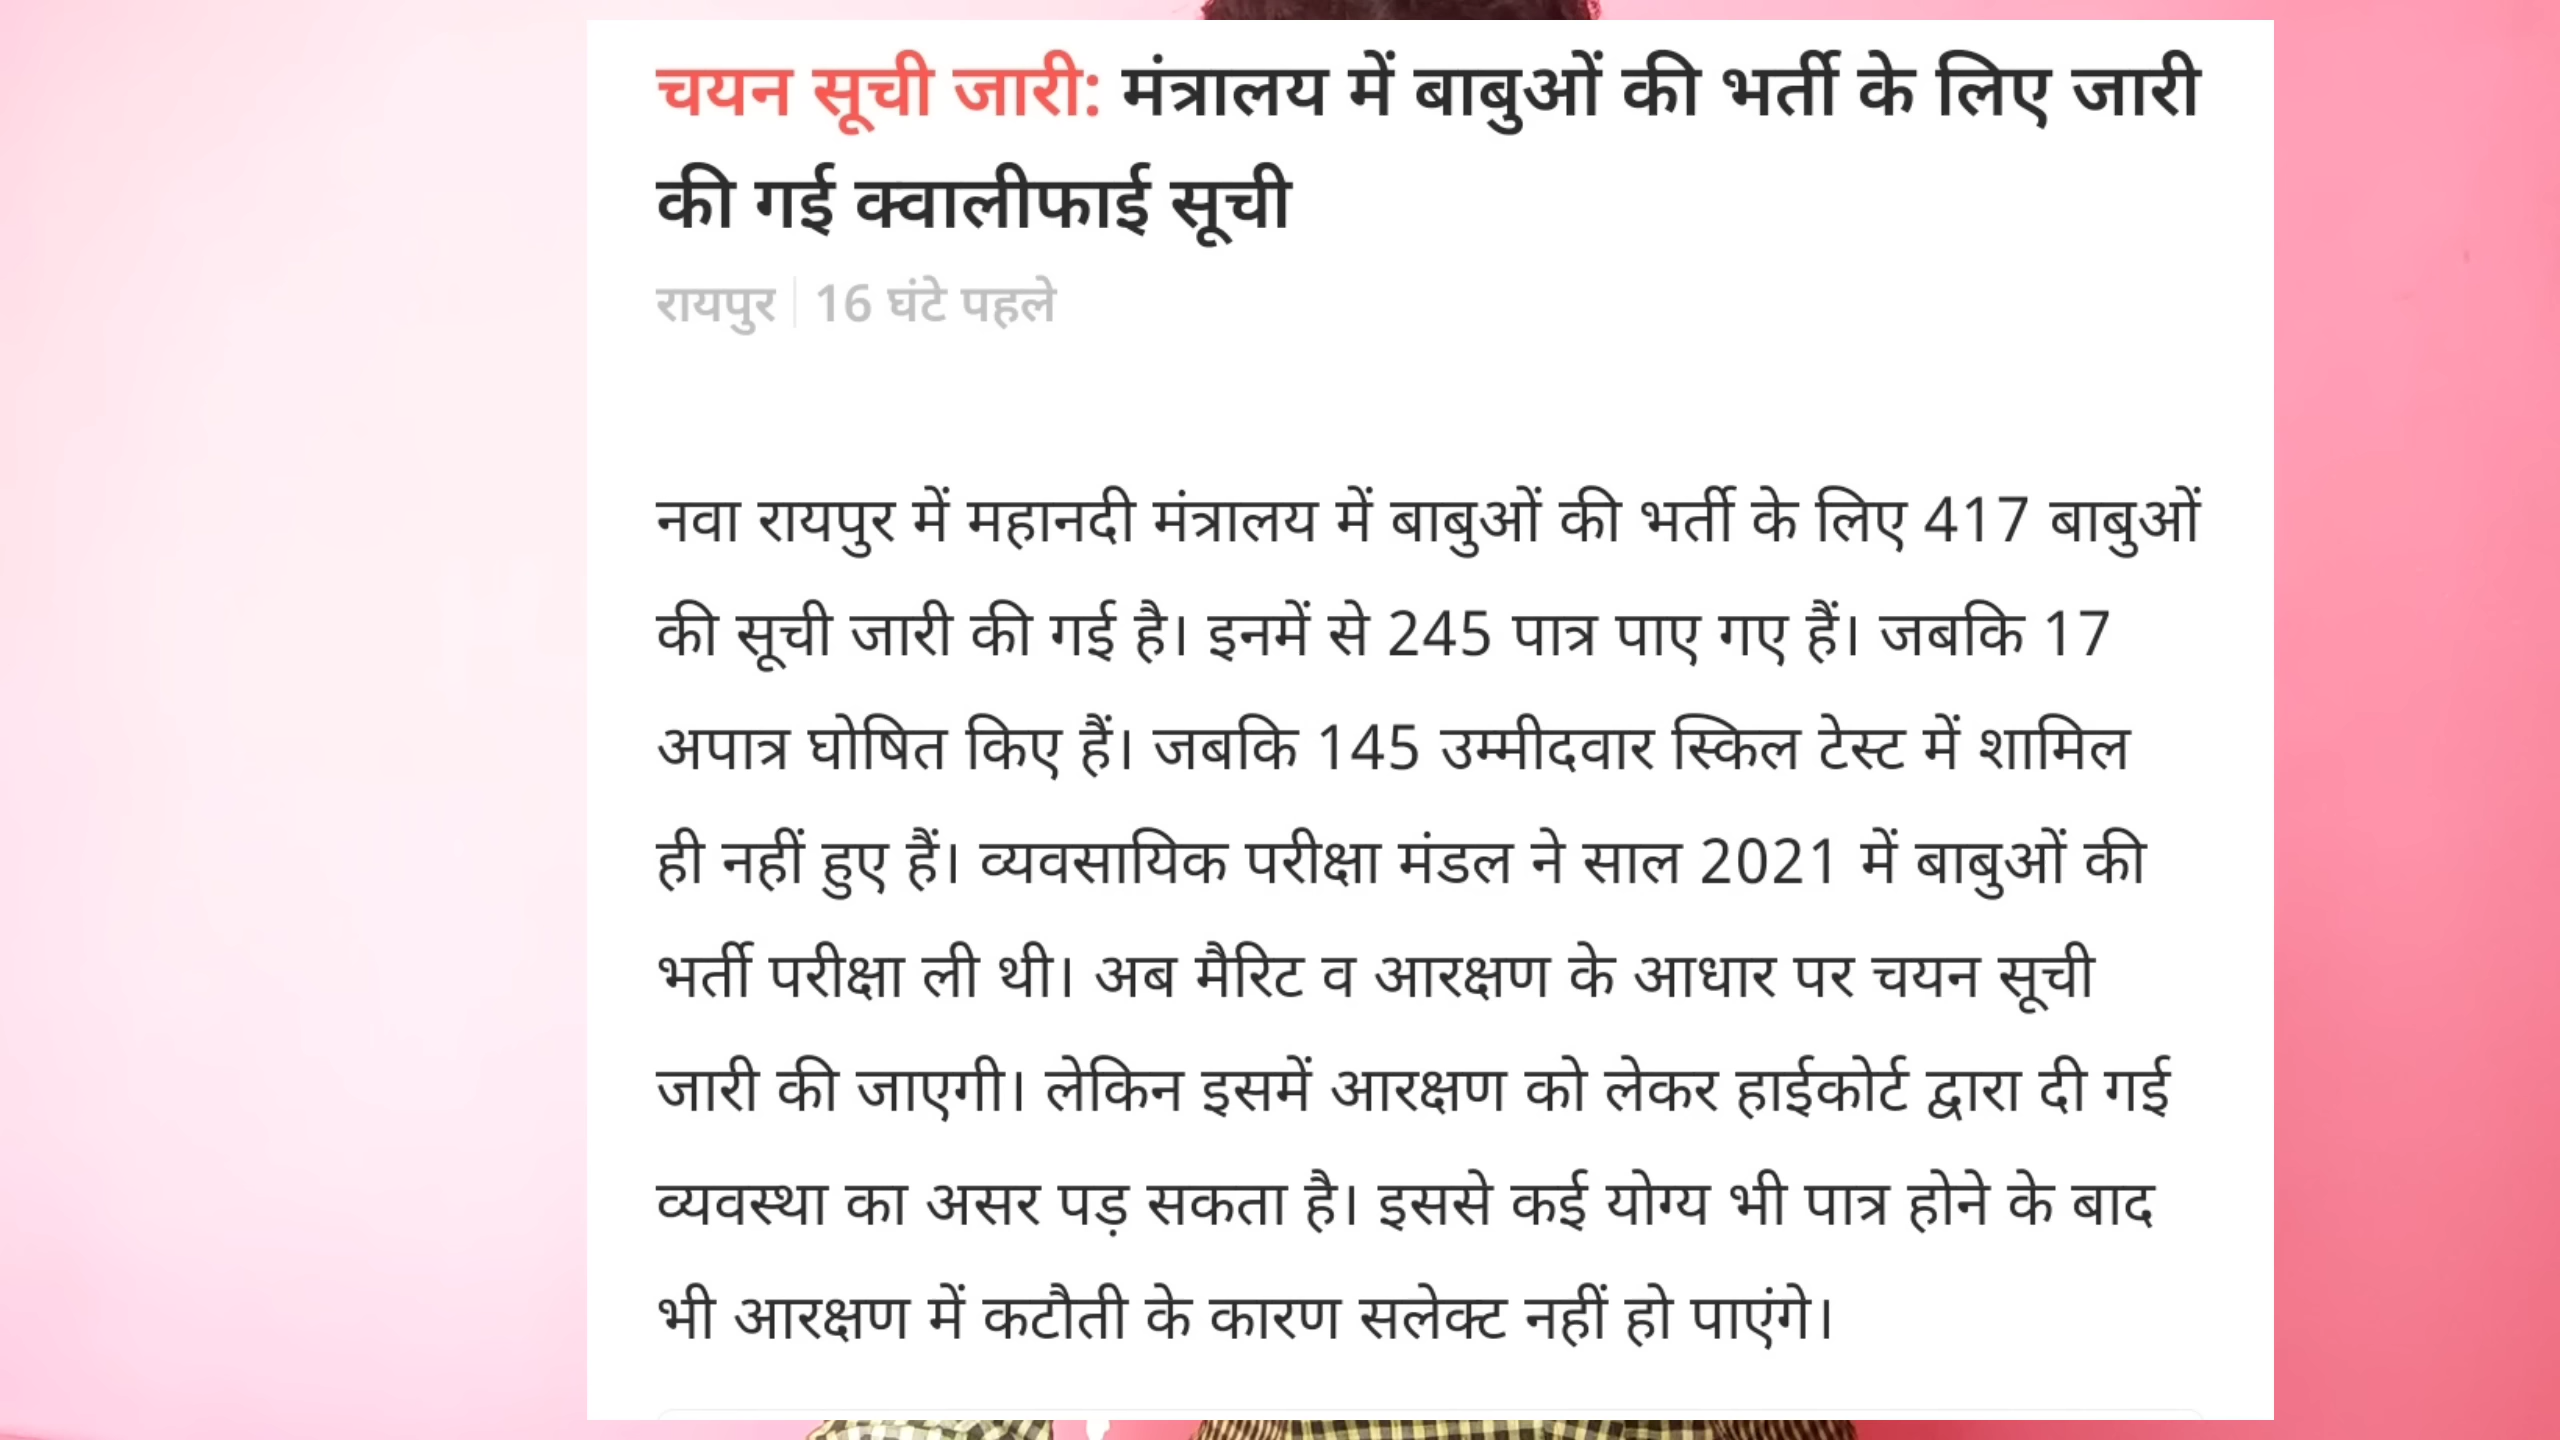 चयन सूची जारी: मंत्रालय में बाबुओं की भर्ती के लिए जारी
की गई क्वालीफाई सूची
रायपुर | 16 घंटे पहले
नवा रायपुर में महानदी मंत्रालय में बाबुओं की भर्ती के लिए 417 बाबुओं
की सूची जारी की गई है। इनमें से 245 पात्र पाए गए हैं। जबकि 17
अपात्र घोषित किए हैं। जबकि 145 उम्मीदवार स्किल टेस्ट में शामिल
ही नहीं हुए हैं। व्यवसायिक परीक्षा मंडल ने साल 2021 में बाबुओं की
भर्ती परीक्षा ली थी। अब मैरिट व आरक्षण के आधार पर चयन सूची
जारी की जाएगी। लेकिन इसमें आरक्षण को लेकर हाईकोर्ट द्वारा दी गई
व्यवस्था का असर पड़ सकता है। इससे कई योग्य भी पात्र होने के बाद
भी आरक्षण में कटौती के कारण सलेक्ट नहीं हो पाएंगे।